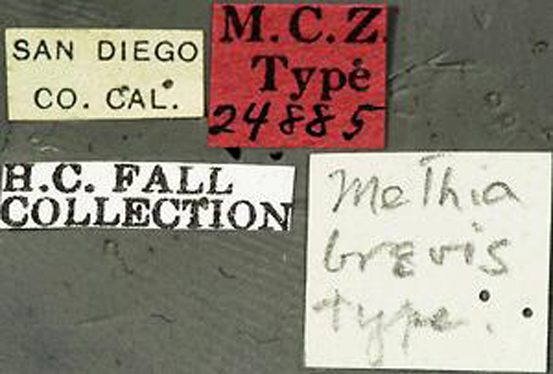 SAN DIEGO
CO. CAL.
M.C.Z.
Type
24885
H.C. FALL
COLLECTION
Methia
brevis
type.